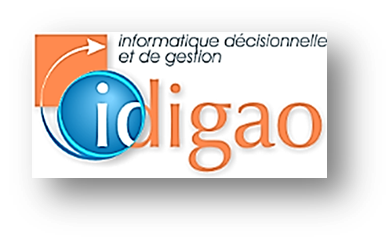 informatique décisionnelle
et de gestion
idigao